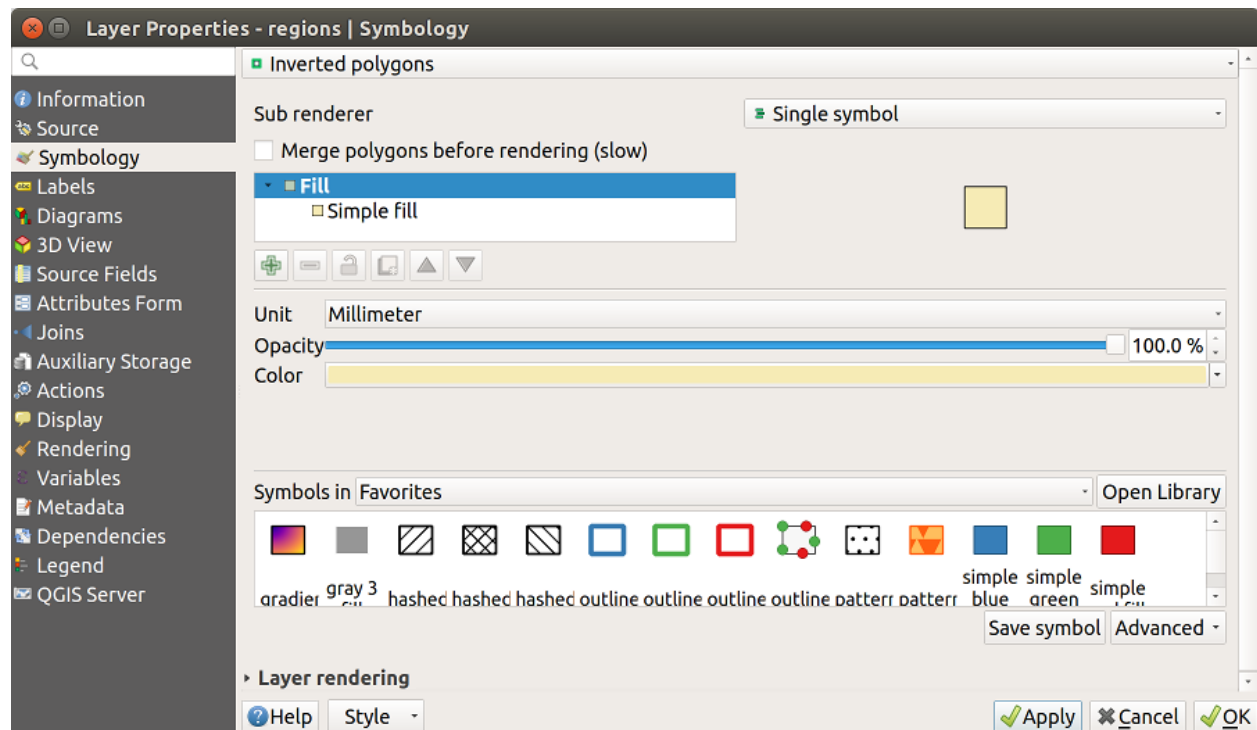 Layer Properties - regions | Symbology
Information
Source
Symbology
Labels
Diagrams
3D View
Source Fields
Attributes Form
Joins
Auxiliary Storage
Actions
Display
Rendering
Variables
Metadata
Dependencies
Legend
QGIS Server
Inverted polygons
Sub renderer Single symbol
Merge polygons before rendering (slow)
Fill
Simple fill
Unit Millimeter
Opacity 100.0 %
Color
Symbols in Favorites Open Library
gray 3 simple simple simple
gradier hashed hashed hashed outline outline outline outline pattern pattern blue green
Save symbol Advanced
Layer rendering
Help Style Apply Cancel OK